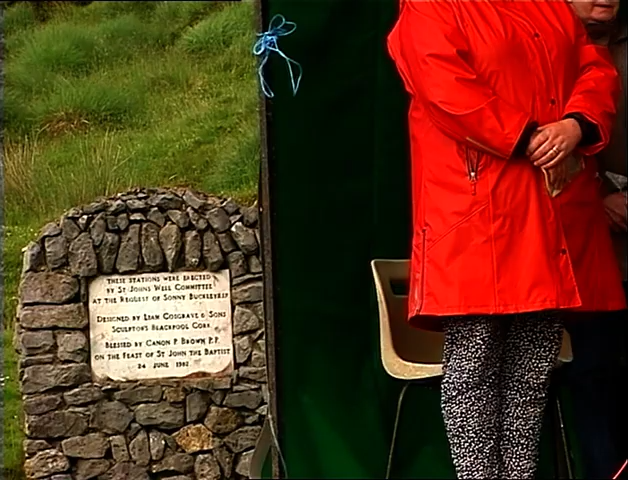 THESE STATIONS WERE ERECTED
BY ST JOHNS WELL COMMITTEE
AT THE REQUEST OF SONNY BUCKLEY R.I.P
DESIGNED BY LIAM COSGRAVE & SONS
SCULPTORS BLACKPOOL CORK
BLESSED BY CANON P BROWN P.P.
ON THE FEAST OF ST JOHN THE BAPTIST
24 JUNE 1982